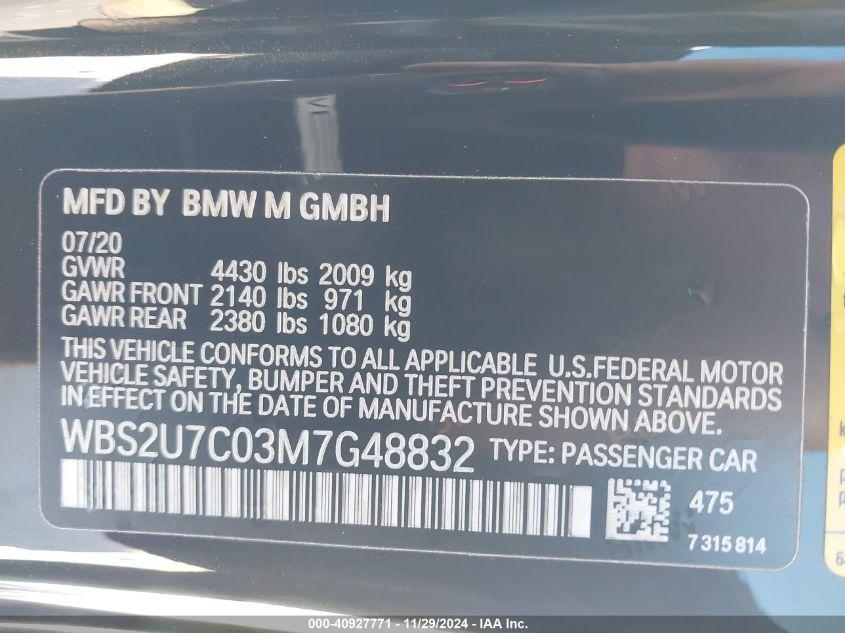 MFD BY BMW M GMBH
07/20
GVWR 4430 lbs 2009 kg
GAWR FRONT 2140 lbs 971 kg
GAWR REAR 2380 lbs 1080 kg
THIS VEHICLE CONFORMS TO ALL APPLICABLE U.S.FEDERAL MOTOR
VEHICLE SAFETY, BUMPER AND THEFT PREVENTION STANDARDS
IN EFFECT ON THE DATE OF MANUFACTURE SHOWN ABOVE.
WBS2U7C03M7G48832 TYPE: PASSENGER CAR
475
7315814
000-40927771 - 11/29/2024 - IAA Inc.